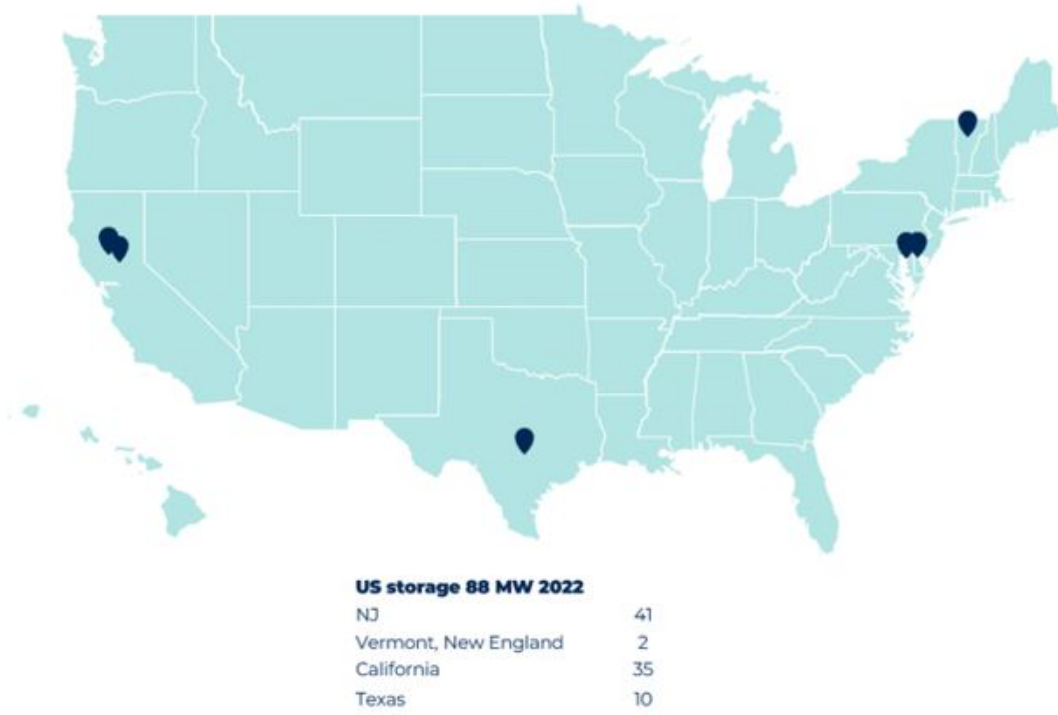 US storage 88 MW 2022
NJ 41
Vermont, New England 2
California 35
Texas 10